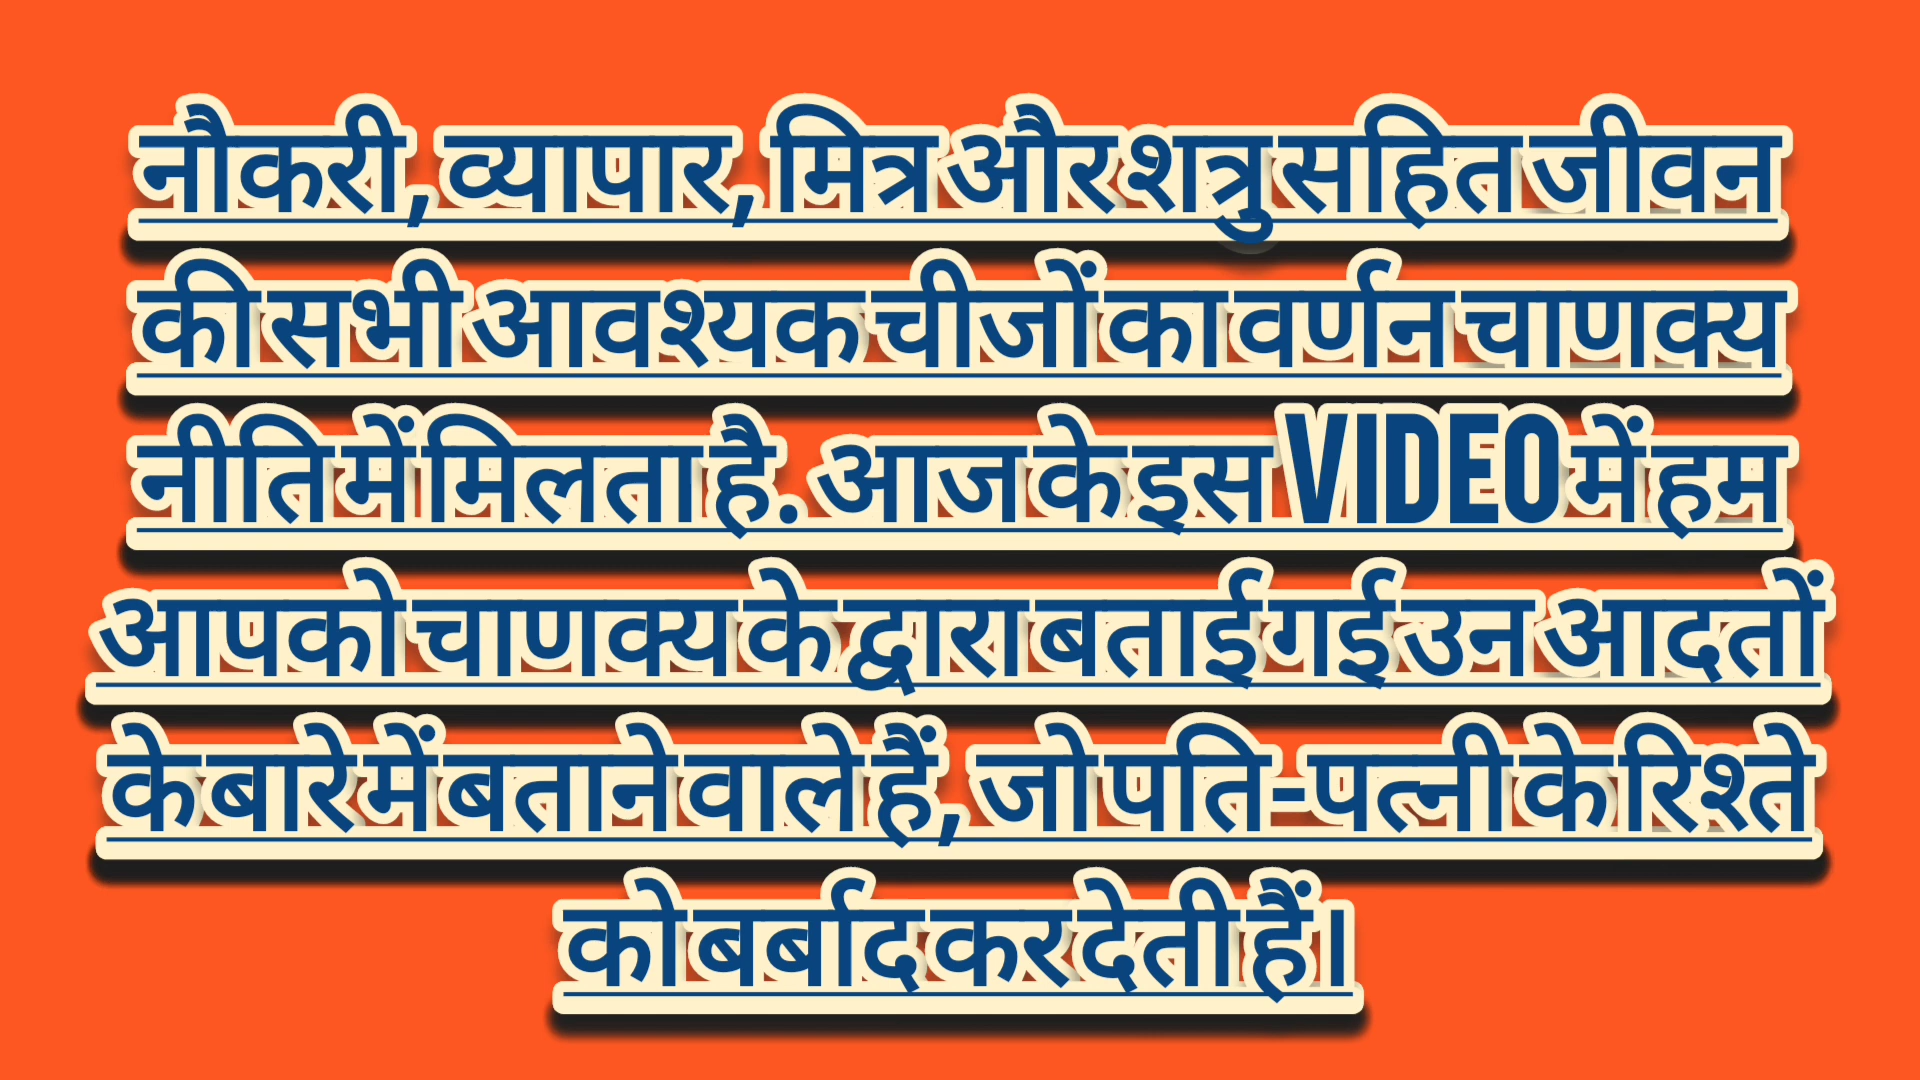 नौकरी, व्यापार, मित्र और शत्रु सहित जीवन
की सभी आवश्यक चीजों का वर्णन चाणक्य
नीति में मिलता है. आज के इस VIDEO में हम
आपको चाणक्य के द्वारा बताई गई उन आदतों
के बारे में बताने वाले हैं, जो पति-पत्नी के रिश्ते
को बर्बाद कर देती हैं।